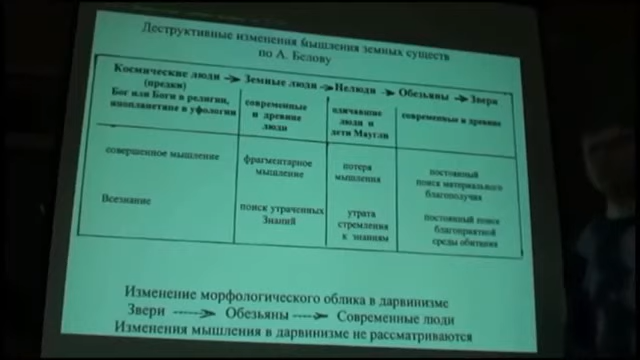 Деструктивные изменения мышления земных существ
по А. Белову
Космические люди → Земные люди → Нелюди → Обезьяны → Звери
(предки)
Бог или Боги в религии,
инопланетяне в уфологии
современные
и древние
люди
одичавшие
люди и
дети Маугли
современные и древние
совершенное мышление
фрагментарное
мышление
потеря
мышления
постоянный
поиск материального
благополучия
Всезнание
поиск утраченных
Знаний
утрата
стремления
к знаниям
постоянный поиск
благоприятной
среды обитания
Изменение морфологического облика в дарвинизме
Звери → Обезьяны → Современные люди
Изменения мышления в дарвинизме не рассматриваются